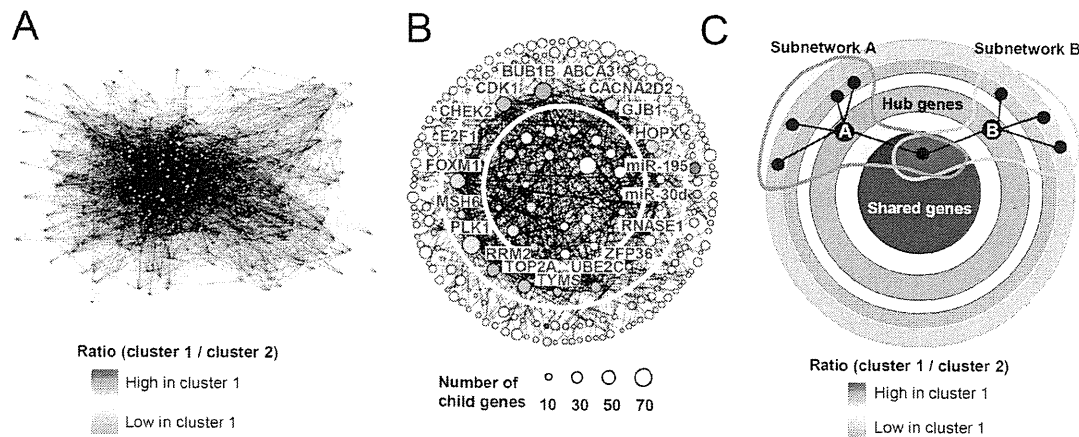 A
Ratio (cluster 1 / cluster 2)
High in cluster 1
Low in cluster 1
B
BUB1B ABCA3
CDK1 CACNA2D2
CHEK2 GJB1
E2F1 HOPX
FOXM1 miR-195
MSH6 miR-30d
PLK1 RNASE1
RRM2 ZFP36
TOP2A UBE2C
TYMS
Number of
child genes
10 30 50 70
C
Subnetwork A Subnetwork B
Hub genes
A B
Shared genes
Ratio (cluster 1 / cluster 2)
High in cluster 1
Low in cluster 1